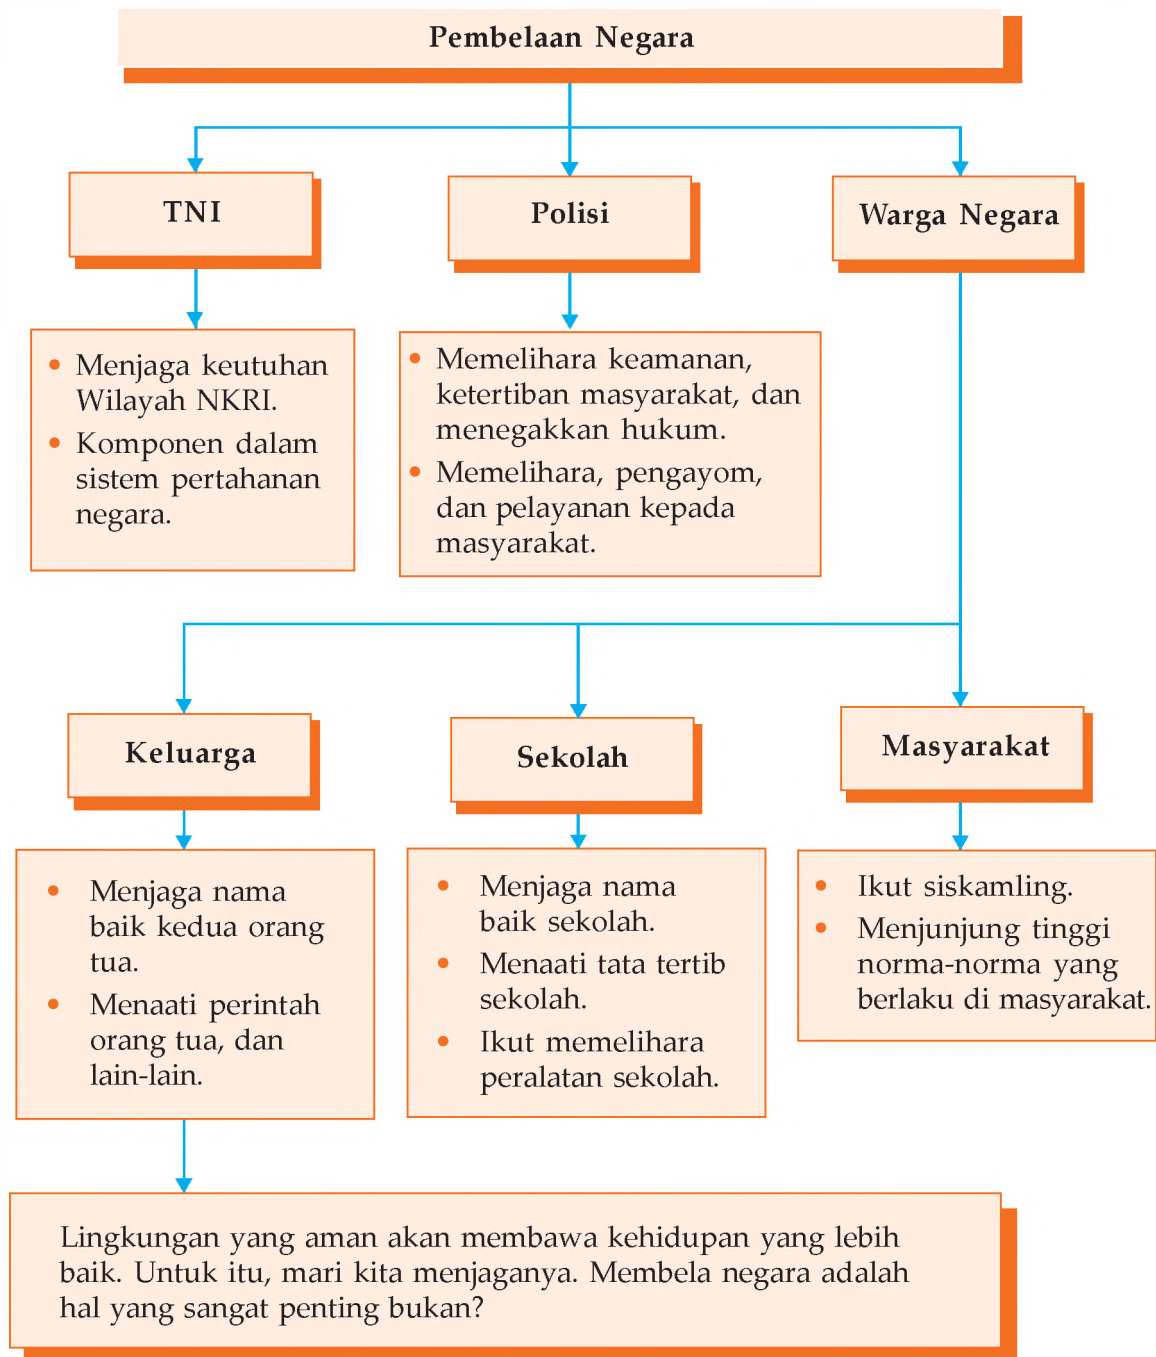 Pembelaan Negara
TNI
Polisi
Warga Negara
• Menjaga keutuhan
Wilayah NKRI.
• Komponen dalam
sistem pertahanan
negara.
• Memelihara keamanan,
ketertiban masyarakat, dan
menegakkan hukum.
• Memelihara, pengayom,
dan pelayanan kepada
masyarakat.
Keluarga
Sekolah
Masyarakat
• Menjaga nama
baik kedua orang
tua.
• Menaati perintah
orang tua, dan
lain-lain.
• Menjaga nama
baik sekolah.
• Menaati tata tertib
sekolah.
• Ikut memelihara
peralatan sekolah.
• Ikut siskamling.
• Menjunjung tinggi
norma-norma yang
berlaku di masyarakat.
Lingkungan yang aman akan membawa kehidupan yang lebih
baik. Untuk itu, mari kita menjaganya. Membela negara adalah
hal yang sangat penting bukan?